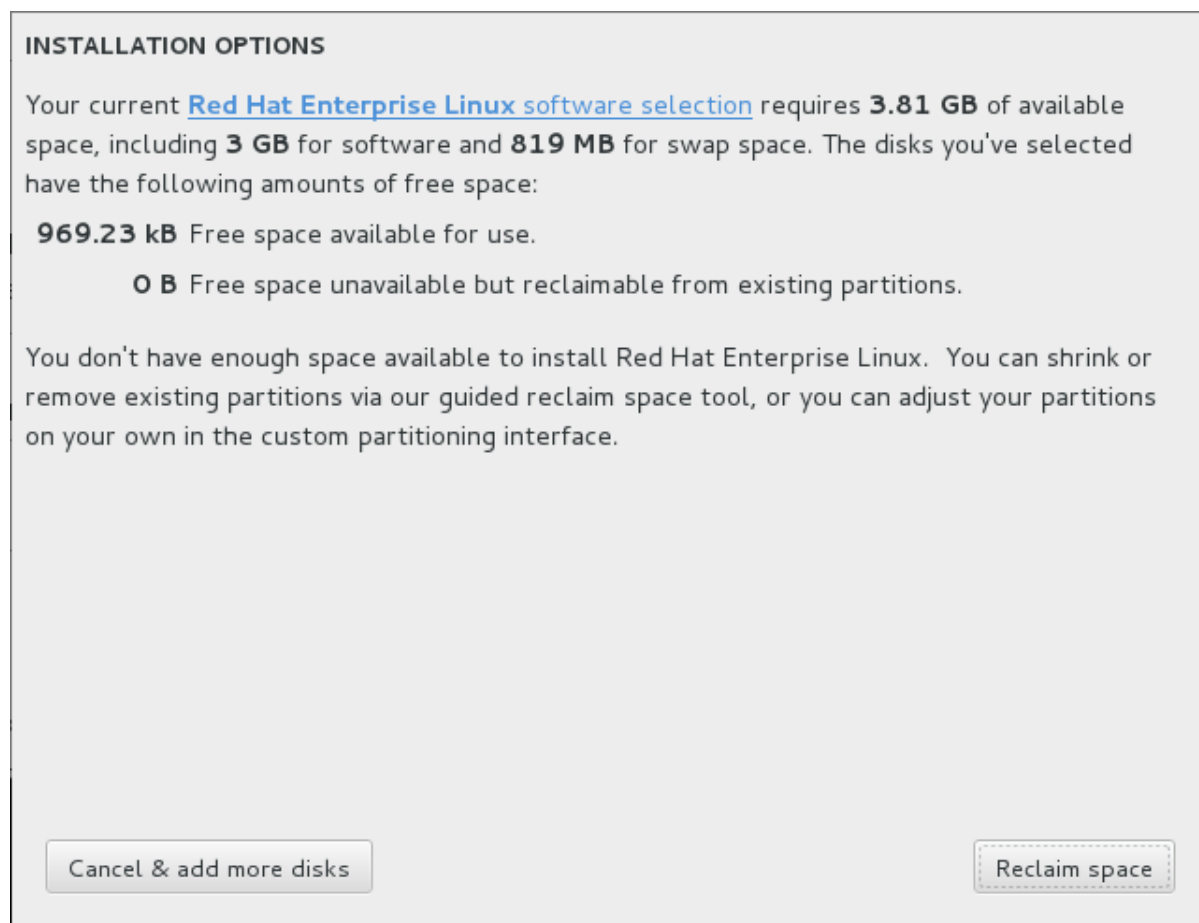 INSTALLATION OPTIONS
Your current Red Hat Enterprise Linux software selection requires 3.81 GB of available
space, including 3 GB for software and 819 MB for swap space. The disks you've selected
have the following amounts of free space:
969.23 kB Free space available for use.
0 B Free space unavailable but reclaimable from existing partitions.
You don't have enough space available to install Red Hat Enterprise Linux.  You can shrink or
remove existing partitions via our guided reclaim space tool, or you can adjust your partitions
on your own in the custom partitioning interface.
Cancel & add more disks
Reclaim space